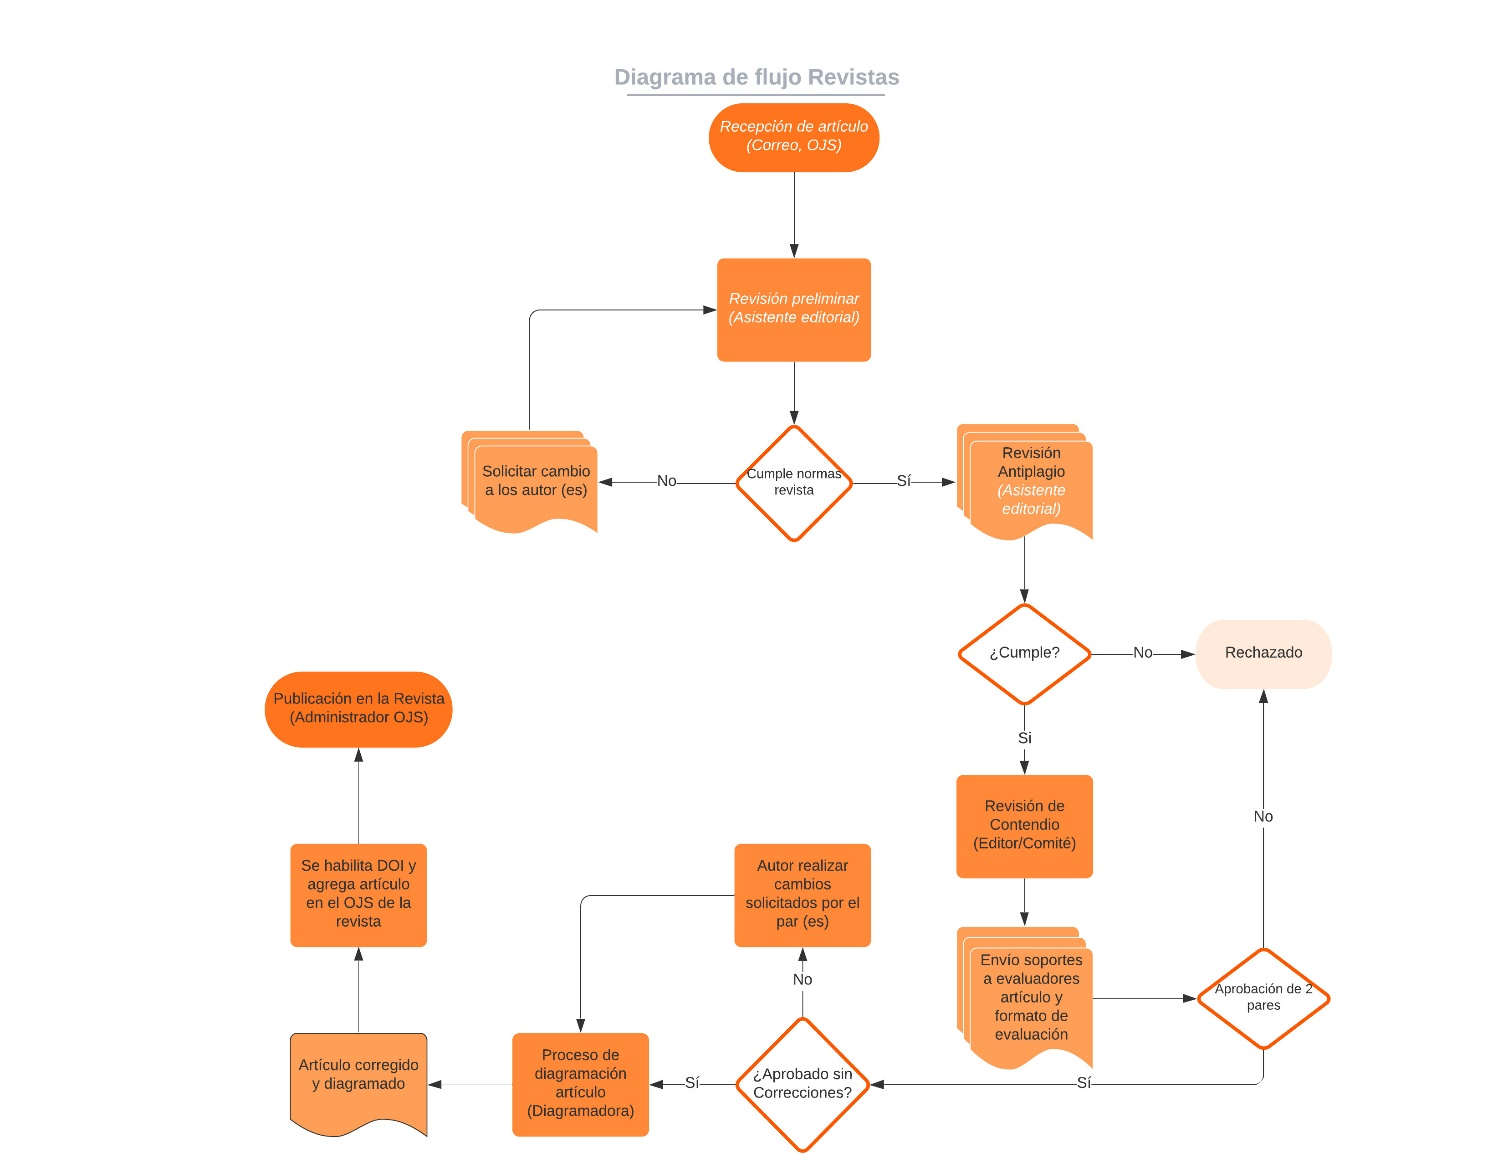 Diagrama de flujo Revistas
Recepción de artículo
(Correo, OJS)
Revisión preliminar
(Asistente editorial)
Solicitar cambio
a los autor (es)
No
Cumple normas
revista
Sí
Revisión
Antiplagio
(Asistente
editorial)
¿Cumple?
No
Rechazado
Si
Publicación en la Revista
(Administrador OJS)
Revisión de
Contendio
(Editor/Comité)
No
Se habilita DOI y
agrega artículo
en el OJS de la
revista
Autor realizar
cambios
solicitados por el
par (es)
No
Envío soportes
a evaluadores
artículo y
formato de
evaluación
Aprobación de 2
pares
Artículo corregido
y diagramado
Proceso de
diagramación
artículo
(Diagramadora)
Sí
¿Aprobado sin
Correcciones?
Sí